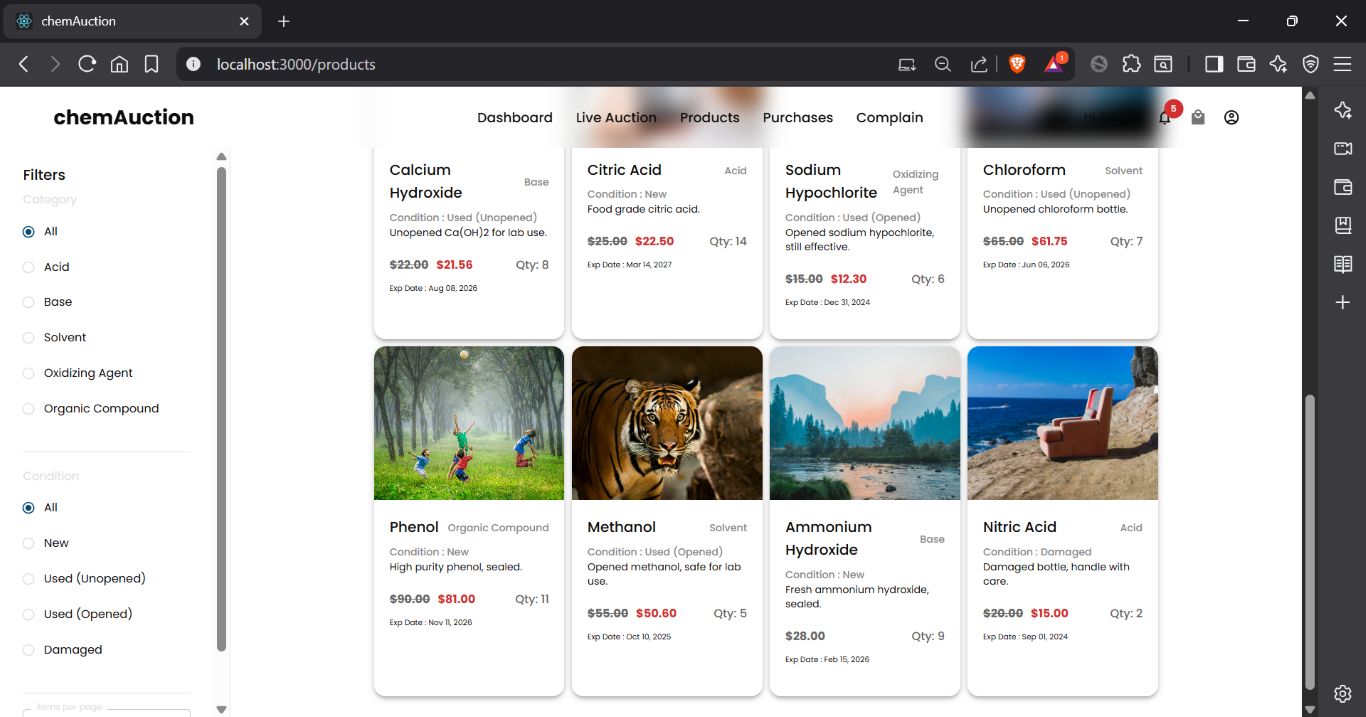 chemAuction
localhost:3000/products
1
chemAuction
Dashboard
Live Auction
Products
Purchases
Complain
5
Filters
Category
All
Acid
Base
Solvent
Oxidizing Agent
Organic Compound
Condition
All
New
Used (Unopened)
Used (Opened)
Damaged
Items per page
Calcium
Hydroxide
Base
Condition : Used (Unopened)
Unopened Ca(OH)2 for lab use.
$22.00 $21.56 Qty: 8
Exp Date : Aug 08, 2026
Citric Acid
Acid
Condition : New
Food grade citric acid.
$25.00 $22.50 Qty: 14
Exp Date : Mar 14, 2027
Sodium
Hypochlorite
Oxidizing
Agent
Condition : Used (Opened)
Opened sodium hypochlorite,
still effective.
$15.00 $12.30 Qty: 6
Exp Date : Dec 31, 2024
Chloroform
Solvent
Condition : Used (Unopened)
Unopened chloroform bottle.
$65.00 $61.75 Qty: 7
Exp Date : Jun 06, 2026
Phenol
Organic Compound
Condition : New
High purity phenol, sealed.
$90.00 $81.00 Qty: 11
Exp Date : Nov 11, 2026
Methanol
Solvent
Condition : Used (Opened)
Opened methanol, safe for lab
use.
$55.00 $50.60 Qty: 5
Exp Date : Oct 10, 2025
Ammonium
Hydroxide
Base
Condition : New
Fresh ammonium hydroxide,
sealed.
$28.00 Qty: 9
Exp Date : Feb 15, 2026
Nitric Acid
Acid
Condition : Damaged
Damaged bottle, handle with
care.
$20.00 $15.00 Qty: 2
Exp Date : Sep 01, 2024